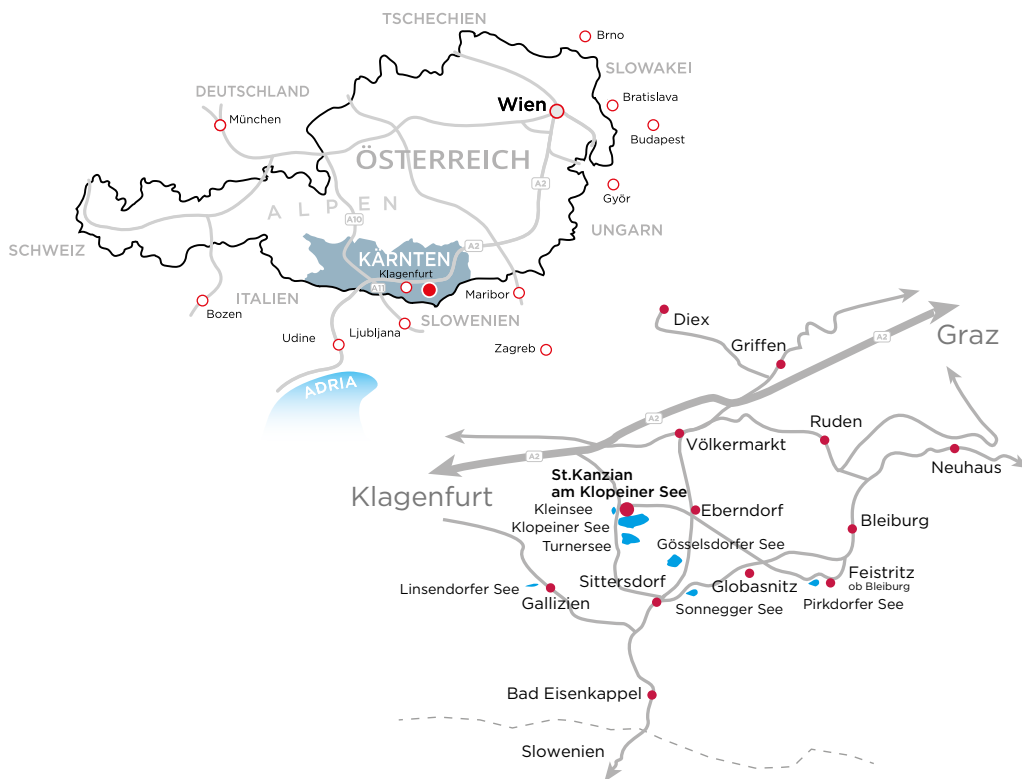 TSCHECHIEN
Brno
SLOWAKEI
DEUTSCHLAND
Bratislava
Wien
München
Budapest
ÖSTERREICH
A2
Györ
ALPEN
A10
UNGARN
SCHWEIZ
A2
KÄRNTEN
Klagenfurt
A11
Maribor
ITALIEN
Bozen
SLOWENIEN
Ljubljana
Udine
Zagreb
ADRIA
Diex
Griffen
A2
Graz
A2
Ruden
Völkermarkt
A2
Neuhaus
Klagenfurt
St.Kanzian
am Klopeiner See
Kleinsee
Eberndorf
Klopeiner See
Bleiburg
Turnersee
Gösselsdorfer See
Feistritz
ob Bleiburg
Sittersdorf
Globasnitz
Linsendorfer See
Gallizien
Sonnegger See
Pirkdorfer See
Bad Eisenkappel
Slowenien